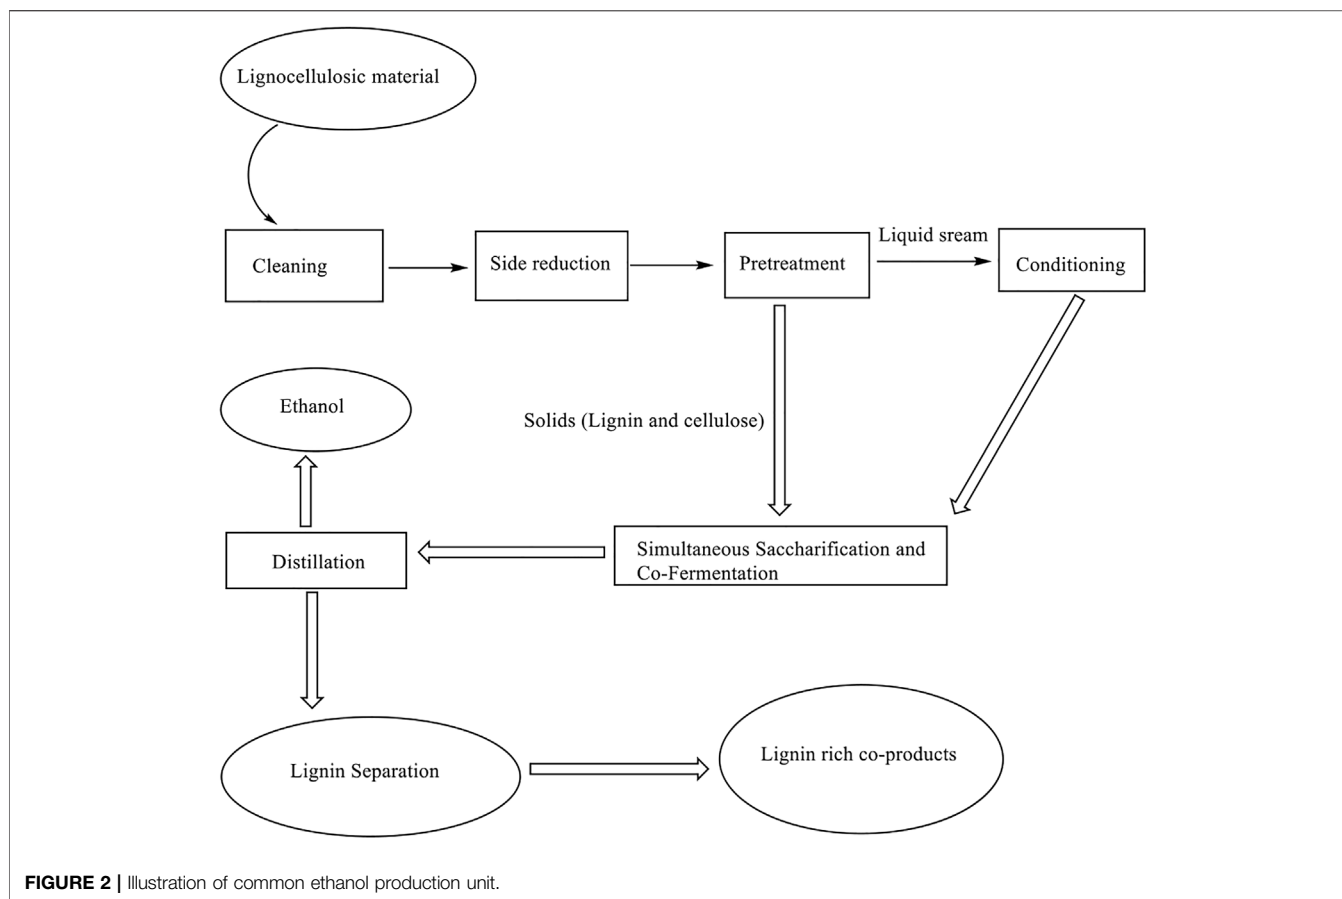 Lignocellulosic material
Cleaning
Side reduction
Pretreatment
Liquid sream
Conditioning
Ethanol
Solids (Lignin and cellulose)
Distillation
Simultaneous Saccharification and
Co-Fermentation
Lignin Separation
Lignin rich co-products
FIGURE 2 | Illustration of common ethanol production unit.